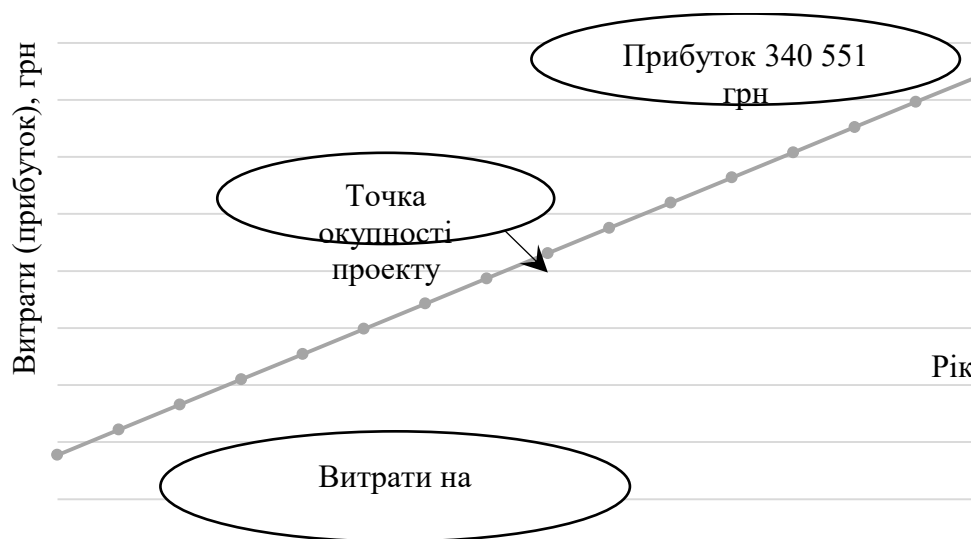 Витрати (прибуток), грн
Прибуток 340 551
грн
Точка
окупності
проекту
Рік
Витрати на